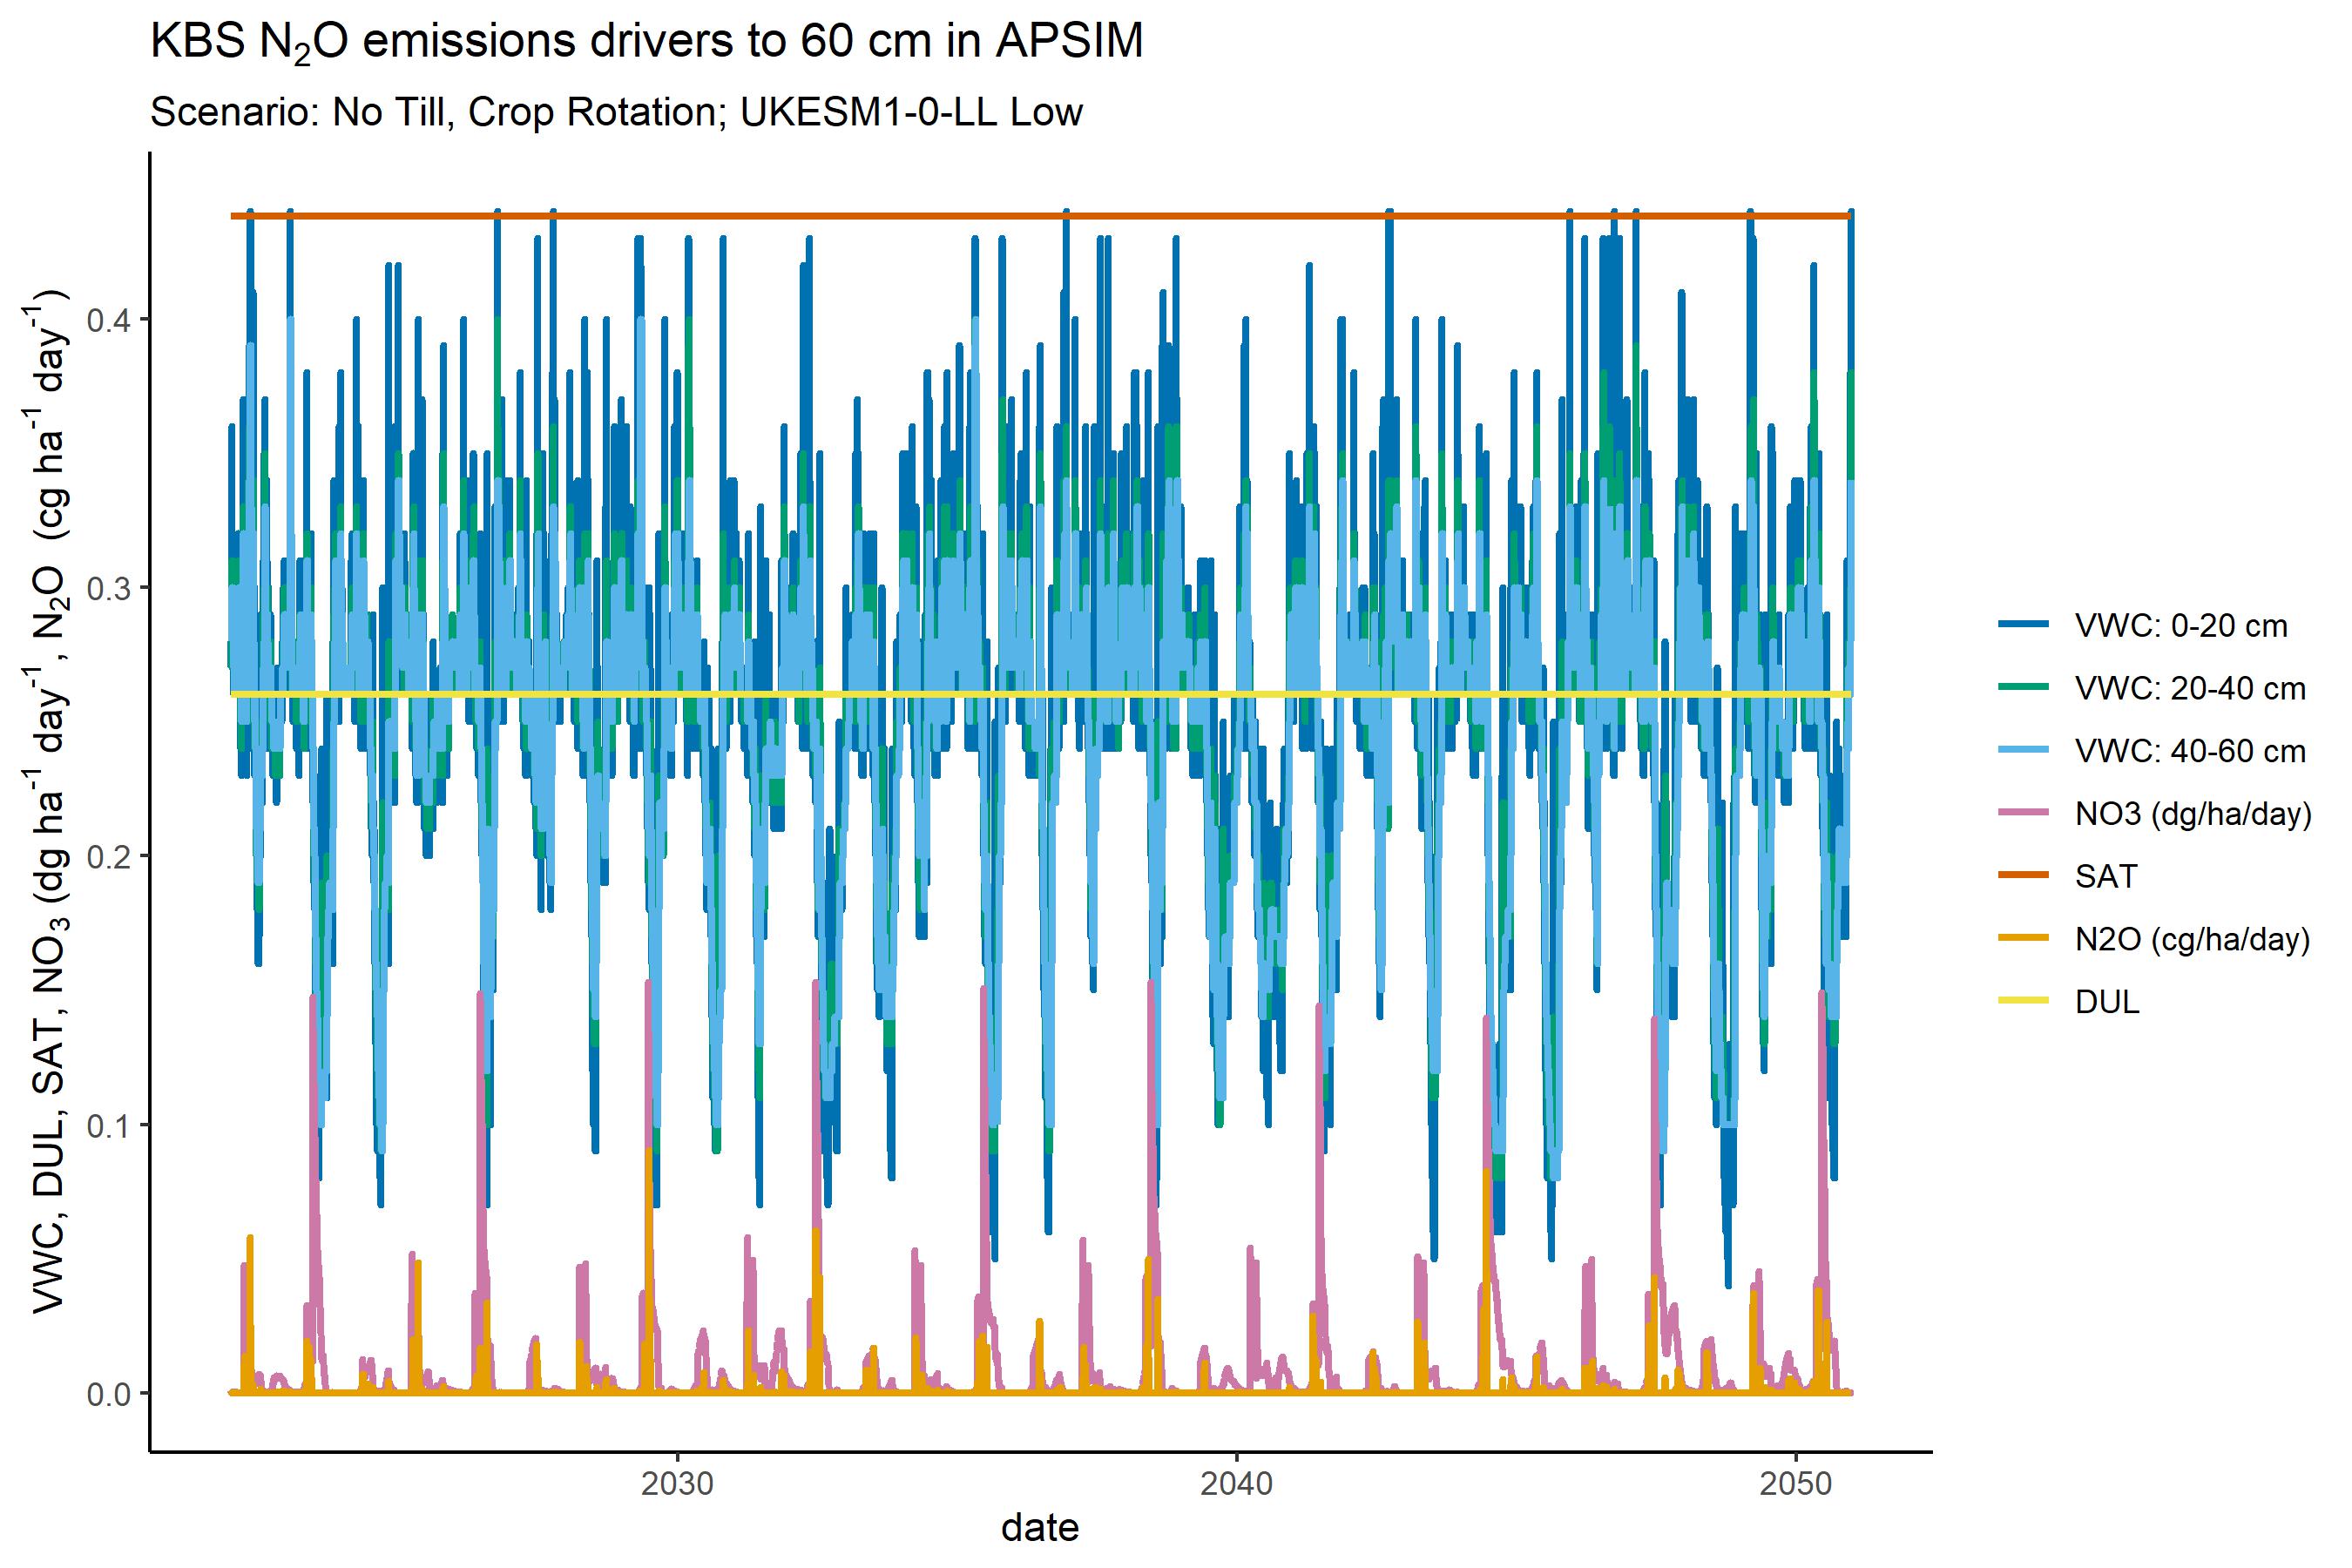 KBS N₂O emissions drivers to 60 cm in APSIM
Scenario: No Till, Crop Rotation; UKESM1-0-LL Low
VWC, DUL, SAT, NO₃ (dg ha⁻¹ day⁻¹, N₂O (cg ha⁻¹ day⁻¹)
0.4
0.3
0.2
0.1
0.0
2030
2040
2050
date
VWC: 0-20 cm
VWC: 20-40 cm
VWC: 40-60 cm
NO3 (dg/ha/day)
SAT
N2O (cg/ha/day)
DUL